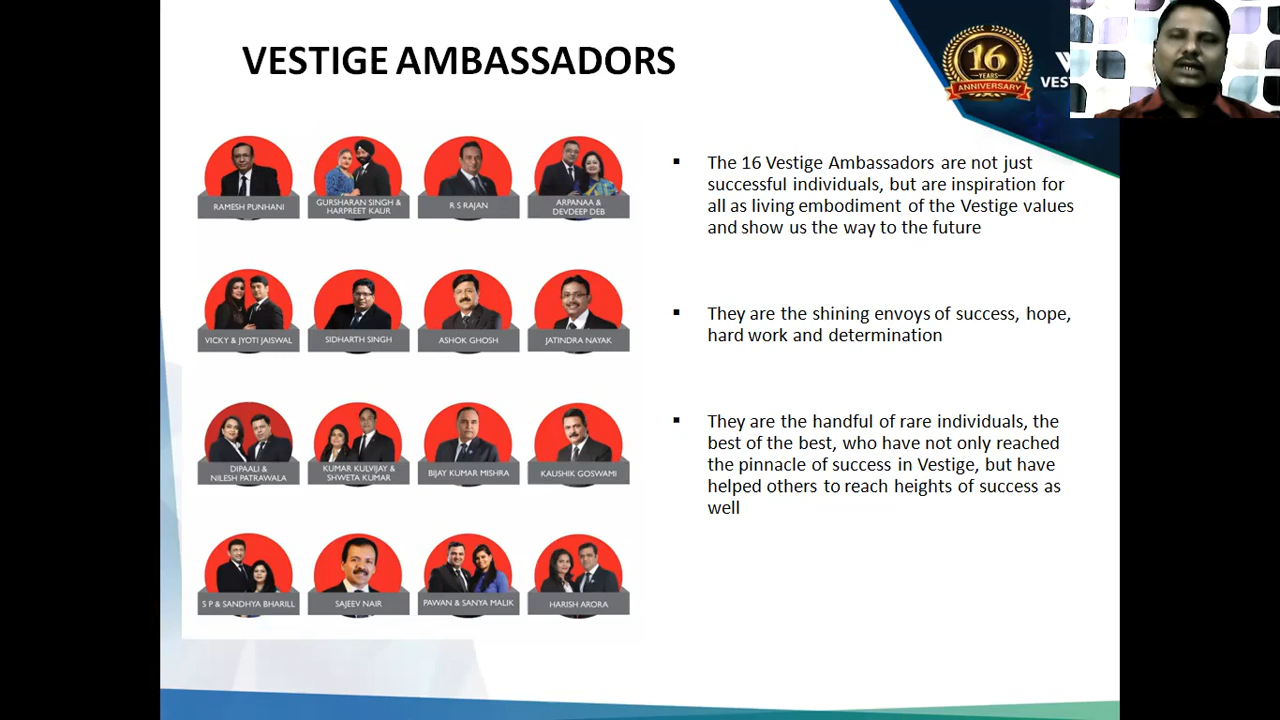 VESTIGE AMBASSADORS
16
YEARS
ANNIVERSARY
RAMESH PUNHANI
GURSHARAN SINGH &
HARPREET KAUR
R S RAJAN
ARPANAA &
DEVDEEP DEB
VICKY & JYOTI JAISWAL
SIDHARTH SINGH
ASHOK GHOSH
JATINDRA NAYAK
DIPAALI &
NILESH PATRAWALA
KUMAR KULVIJAY &
SHWETA KUMAR
BIJAY KUMAR MISHRA
KAUSHIK GOSWAMI
S P & SANDHYA BHARILL
SAJEEV NAIR
PAWAN & SANYA MALIK
HARISH ARORA
▪ The 16 Vestige Ambassadors are not just
successful individuals, but are inspiration for
all as living embodiment of the Vestige values
and show us the way to the future
▪ They are the shining envoys of success, hope,
hard work and determination
▪ They are the handful of rare individuals, the
best of the best, who have not only reached
the pinnacle of success in Vestige, but have
helped others to reach heights of success as
well